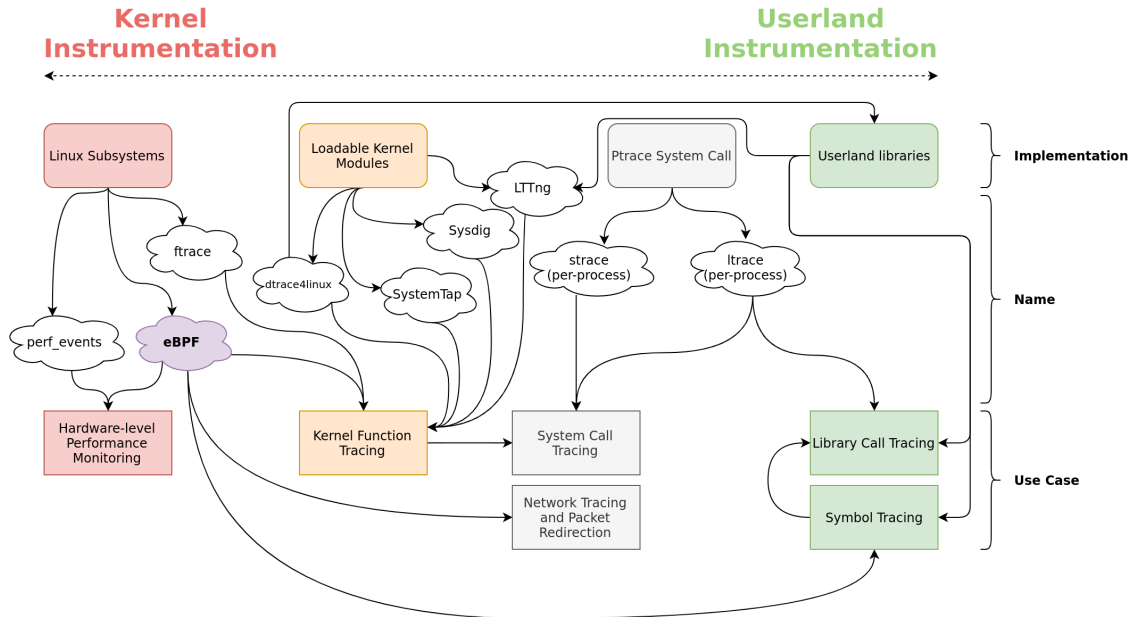 Kernel
Instrumentation
Userland
Instrumentation
Linux Subsystems
Loadable Kernel
Modules
Ptrace System Call
Userland libraries
Implementation
LTTng
Sysdig
ftrace
strace
(per-process)
ltrace
(per-process)
dtrace4linux
SystemTap
Name
perf_events
eBPF
Hardware-level
Performance
Monitoring
Kernel Function
Tracing
System Call
Tracing
Library Call Tracing
Use Case
Network Tracing
and Packet
Redirection
Symbol Tracing